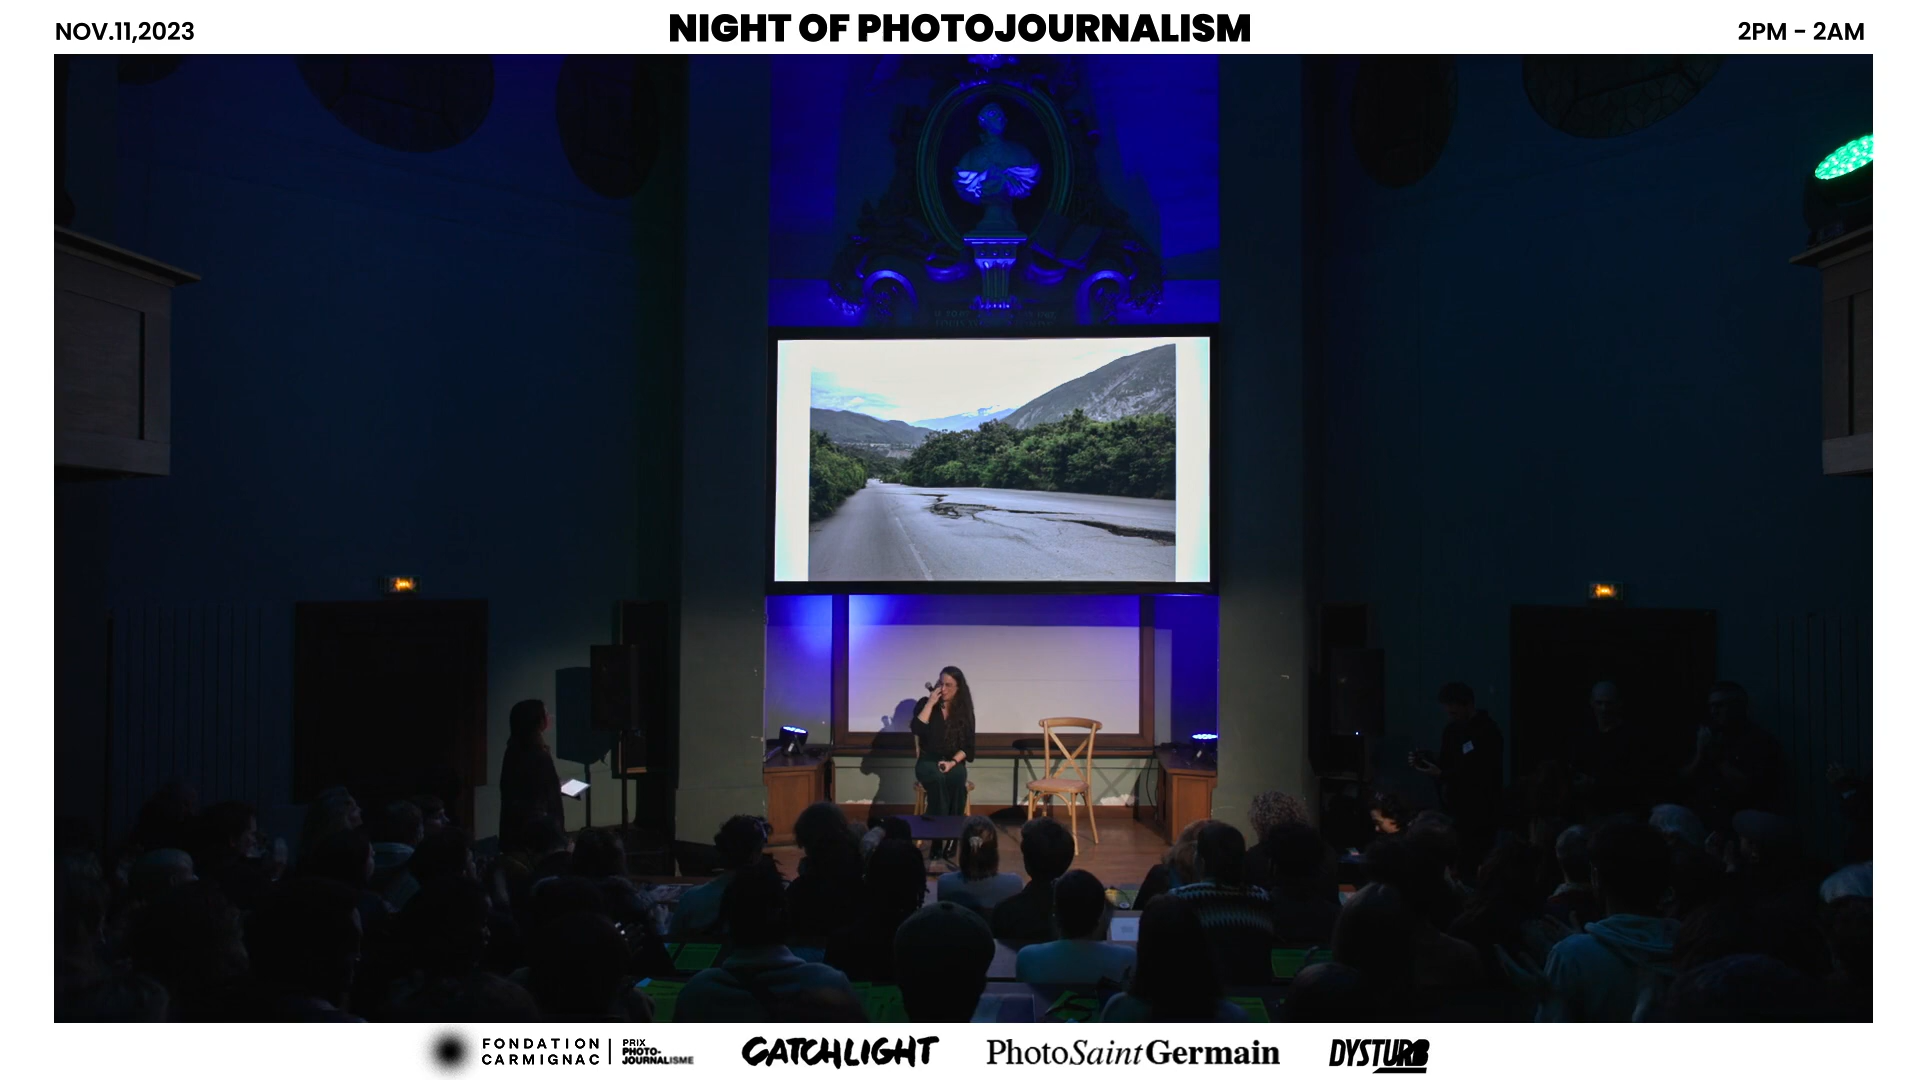 NOV.11,2023
NIGHT OF PHOTOJOURNALISM
2PM - 2AM
FONDATION
CARMIGNAC
PRIX
PHOTO-
JOURNALISME
CATCHLIGHT
PhotoSaintGermain
DYSTURB